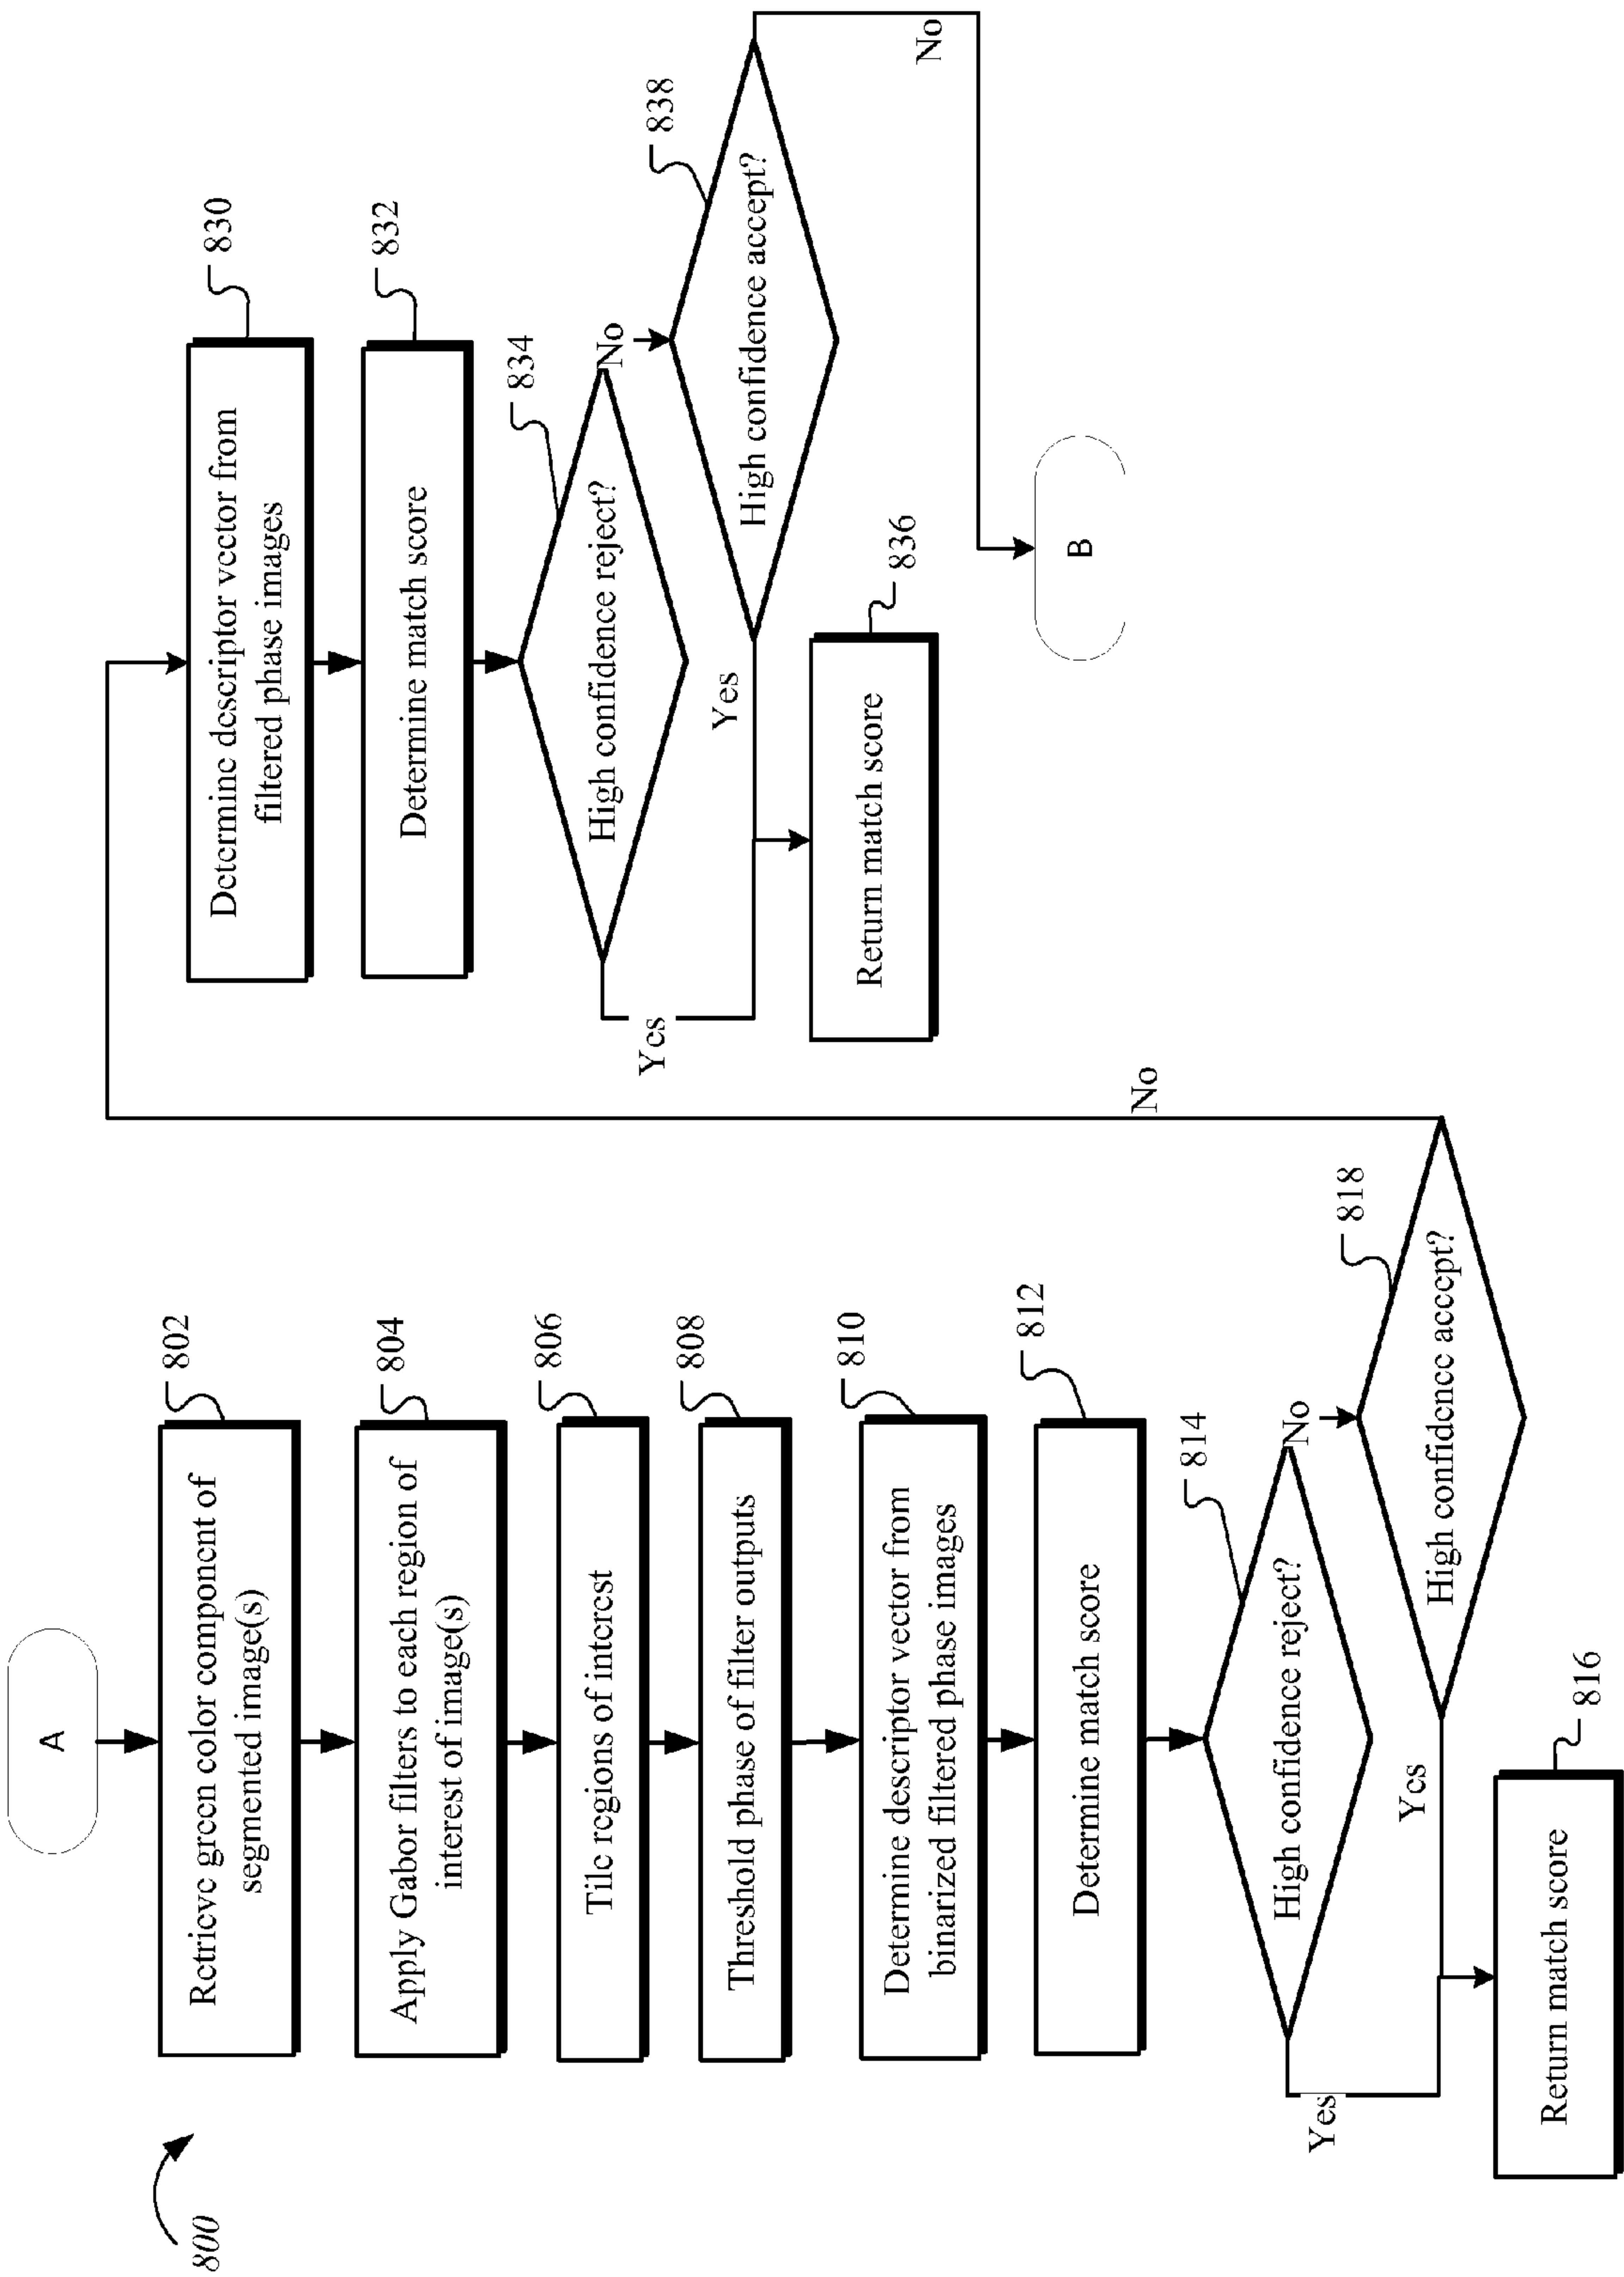 800
A
Retrieve green color component of
segmented image(s)
802
Apply Gabor filters to each region of
interest of image(s)
804
Tile regions of interest
806
Threshold phase of filter outputs
808
Determine descriptor vector from
binarized filtered phase images
810
Determine match score
812
High confidence reject?
814
Yes
No
High confidence accept?
818
Yes
No
Return match score
816
Determine descriptor vector from
filtered phase images
830
Determine match score
832
High confidence reject?
834
Yes
No
High confidence accept?
838
Yes
No
Return match score
836
B